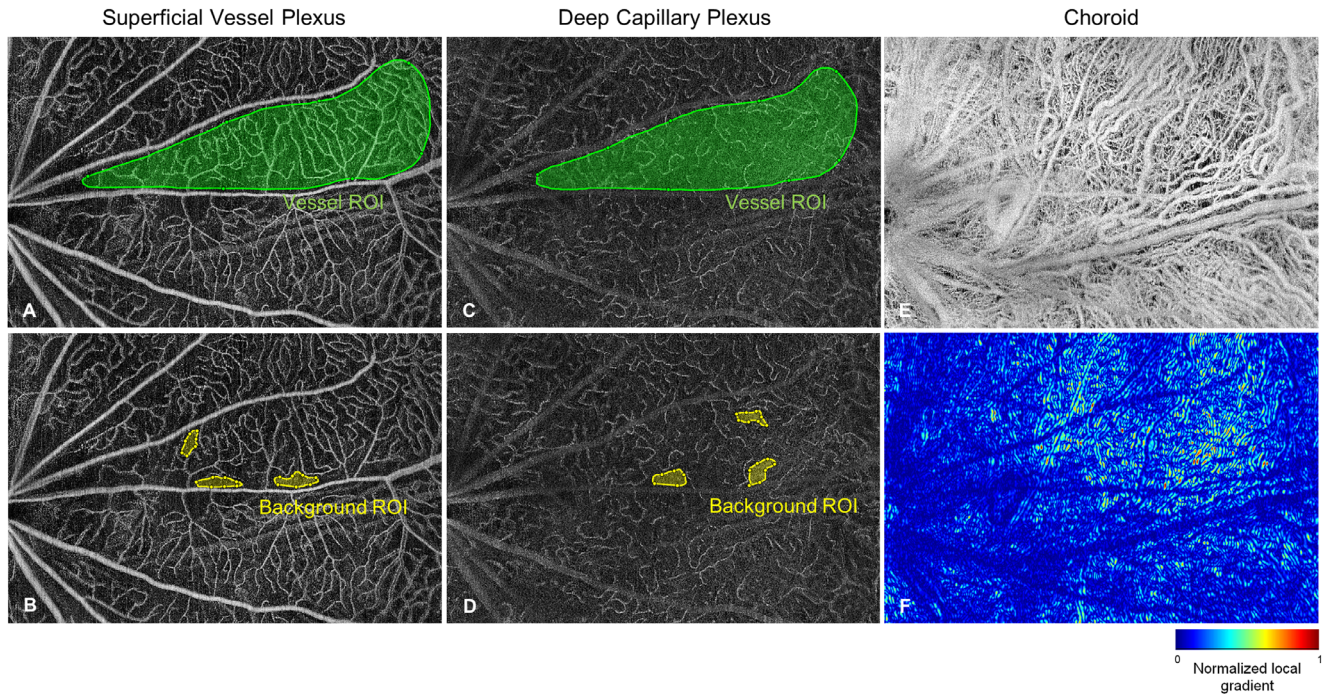 Superficial Vessel Plexus
Deep Capillary Plexus
Choroid
Vessel ROI
Vessel ROI
A
C
E
Background ROI
Background ROI
B
D
F
0
1
Normalized local
gradient